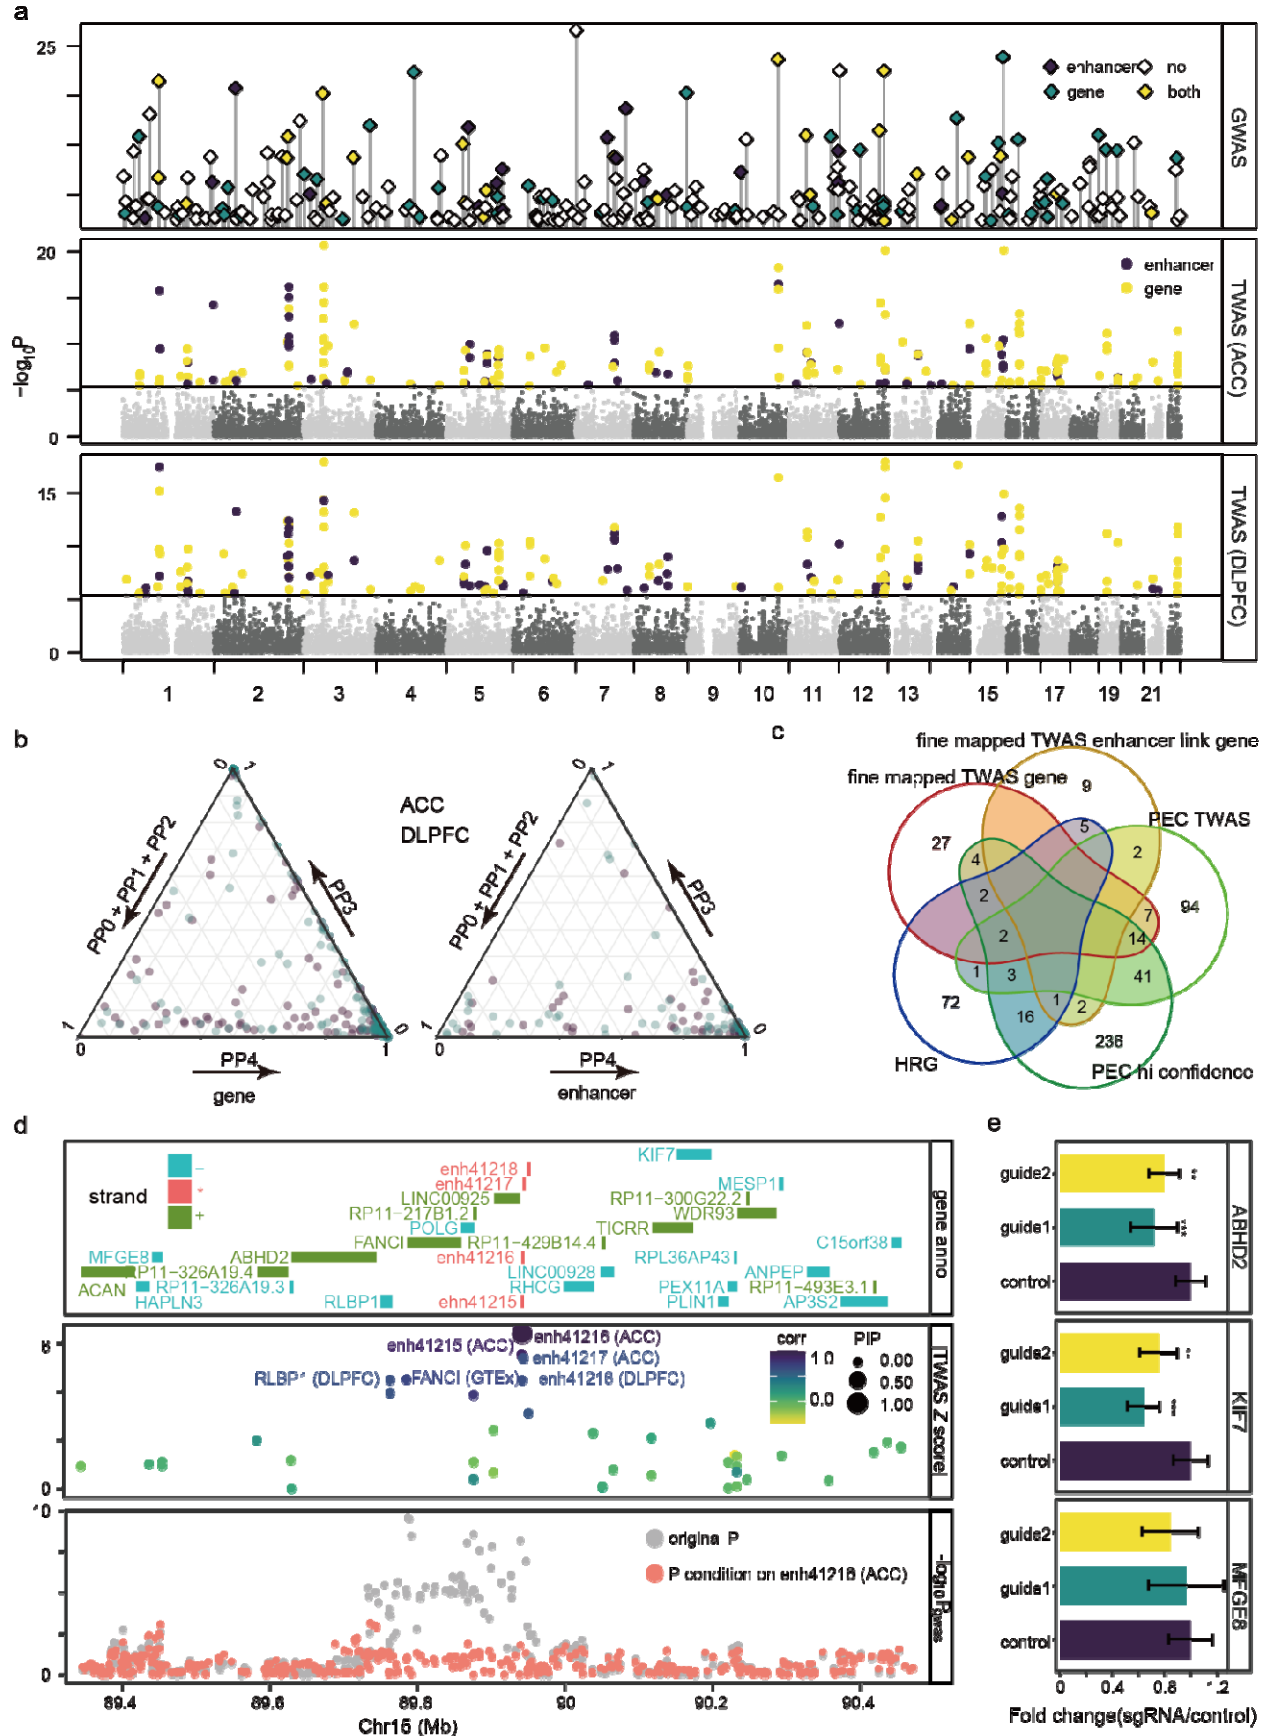 a
25
enhancer
no
gene
both
GWAS
20
0
enhancer
gene
TWAS (ACC)
-log10P
15
0
TWAS (DLPFC)
1 2 3 4 5 6 7 8 9 10 11 12 13 15 17 19 21
b
0 1
PP0 + PP1 + PP2
PP3
1
0
0
1
PP4
gene
ACC
DLPFC
0 1
PP0 + PP1 + PP2
PP3
1
0
0
1
PP4
enhancer
c
fine mapped TWAS enhancer link gene
fine mapped TWAS gene
9
PEC TWAS
27
5
2
4
2
7
94
2
14
1
3
41
72
1
2
16
236
HRG
PEC hi confidence
d
strand
-
*
+
KIF7
enh41218
enh41217
MESP1
LINC00925
RP11-300G22.2
RP11-217B1.2
WDR93
POLG
TICRR
FANCI
RP11-429B14.4
C15orf38
MFGE8
ABHD2
enh41216
RPL36AP43
RP11-326A19.4
LINC00928
ANPEP
ACAN
RP11-326A19.3
RHCG
PEX11A
RP11-493E3.1
HAPLN3
RLBP1
ehn41215
PLIN1
AP3S2
gene anno
0
enh41216 (ACC)
enh41215 (ACC)
enh41217 (ACC)
FANCI (GTEx)
enh41216 (DLPFC)
corr
1.0
0.0
PIP
0.00
0.50
1.00
|TWAS Z score|
0
original P
P condition on enh41216 (ACC)
-log10 Pgwas
89.4 89.6 89.8 90 90.2 90.4
Chr15 (Mb)
e
guide2
**
guide1
***
control
ABHD2
guide2
**
guide1
***
control
KIF7
guide2
guide1
control
MFGE8
0 0.6
Fold change(sgRNA/control)